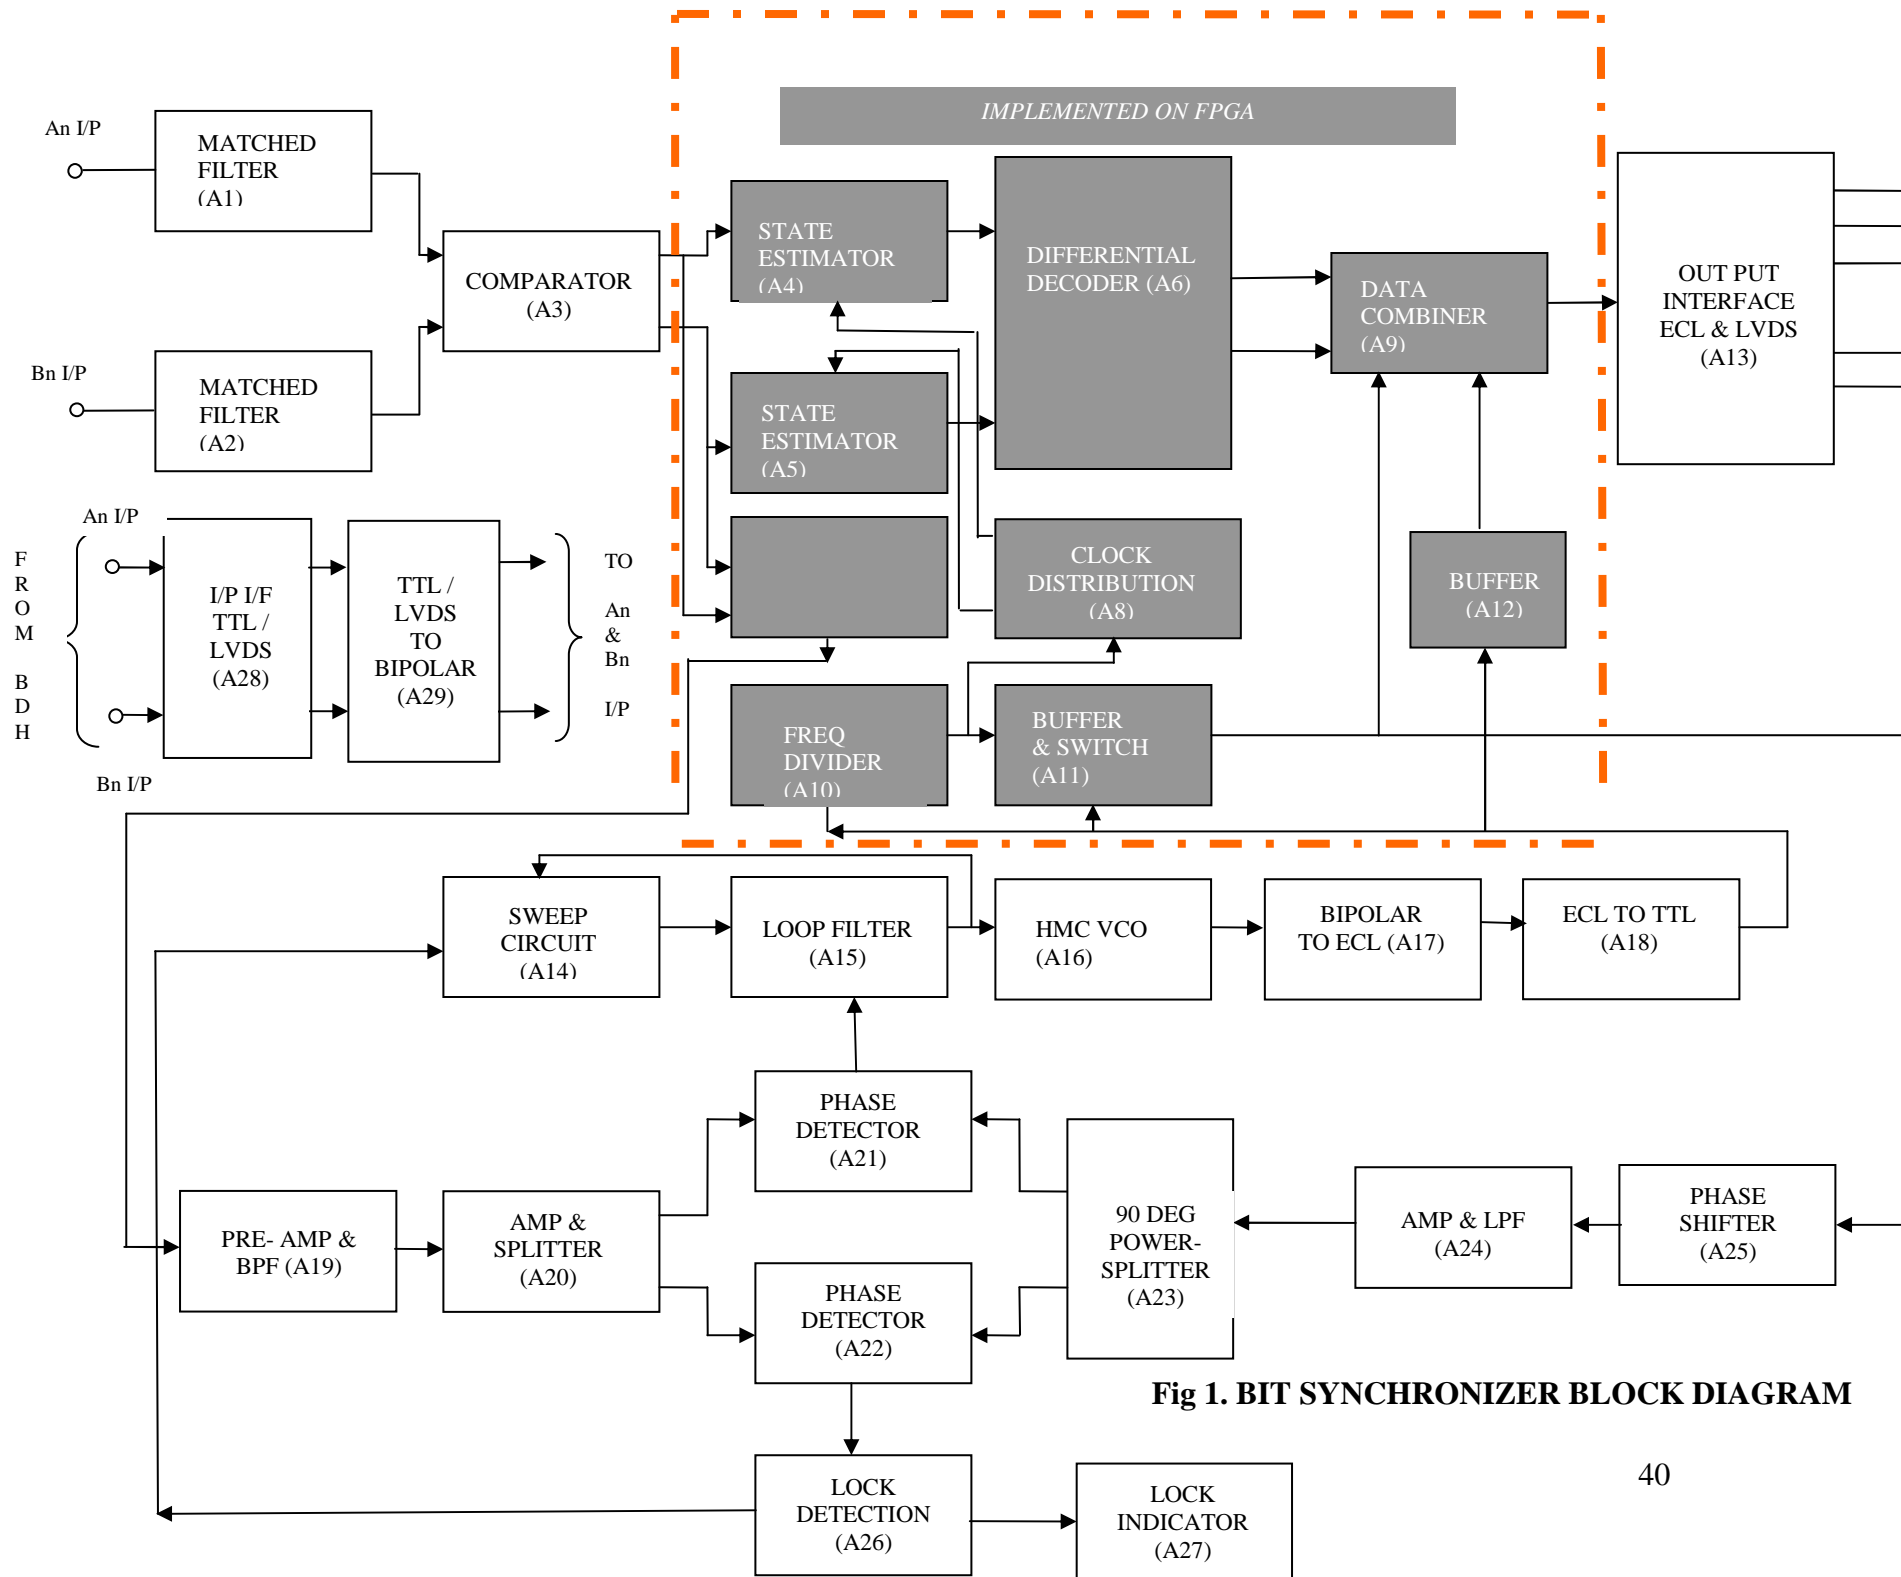 IMPLEMENTED ON FPGA
An I/P
MATCHED
FILTER
(A1)
Bn I/P
MATCHED
FILTER
(A2)
COMPARATOR
(A3)
STATE
ESTIMATOR
(A4)
STATE
ESTIMATOR
(A5)
DIFFERENTIAL
DECODER (A6)
DATA
COMBINER
(A9)
OUT PUT
INTERFACE
ECL & LVDS
(A13)
F
R
O
M
B
D
H
An I/P
Bn I/P
I/P I/F
TTL /
LVDS
(A28)
TTL /
LVDS
TO
BIPOLAR
(A29)
TO
An
&
Bn
I/P
CLOCK
DISTRIBUTION
(A8)
BUFFER
(A12)
FREQ
DIVIDER
(A10)
BUFFER
& SWITCH
(A11)
SWEEP
CIRCUIT
(A14)
LOOP FILTER
(A15)
HMC VCO
(A16)
BIPOLAR
TO ECL (A17)
ECL TO TTL
(A18)
PHASE
DETECTOR
(A21)
PRE- AMP &
BPF (A19)
AMP &
SPLITTER
(A20)
PHASE
DETECTOR
(A22)
90 DEG
POWER-
SPLITTER
(A23)
AMP & LPF
(A24)
PHASE
SHIFTER
(A25)
Fig 1. BIT SYNCHRONIZER BLOCK DIAGRAM
LOCK
DETECTION
(A26)
LOCK
INDICATOR
(A27)
40